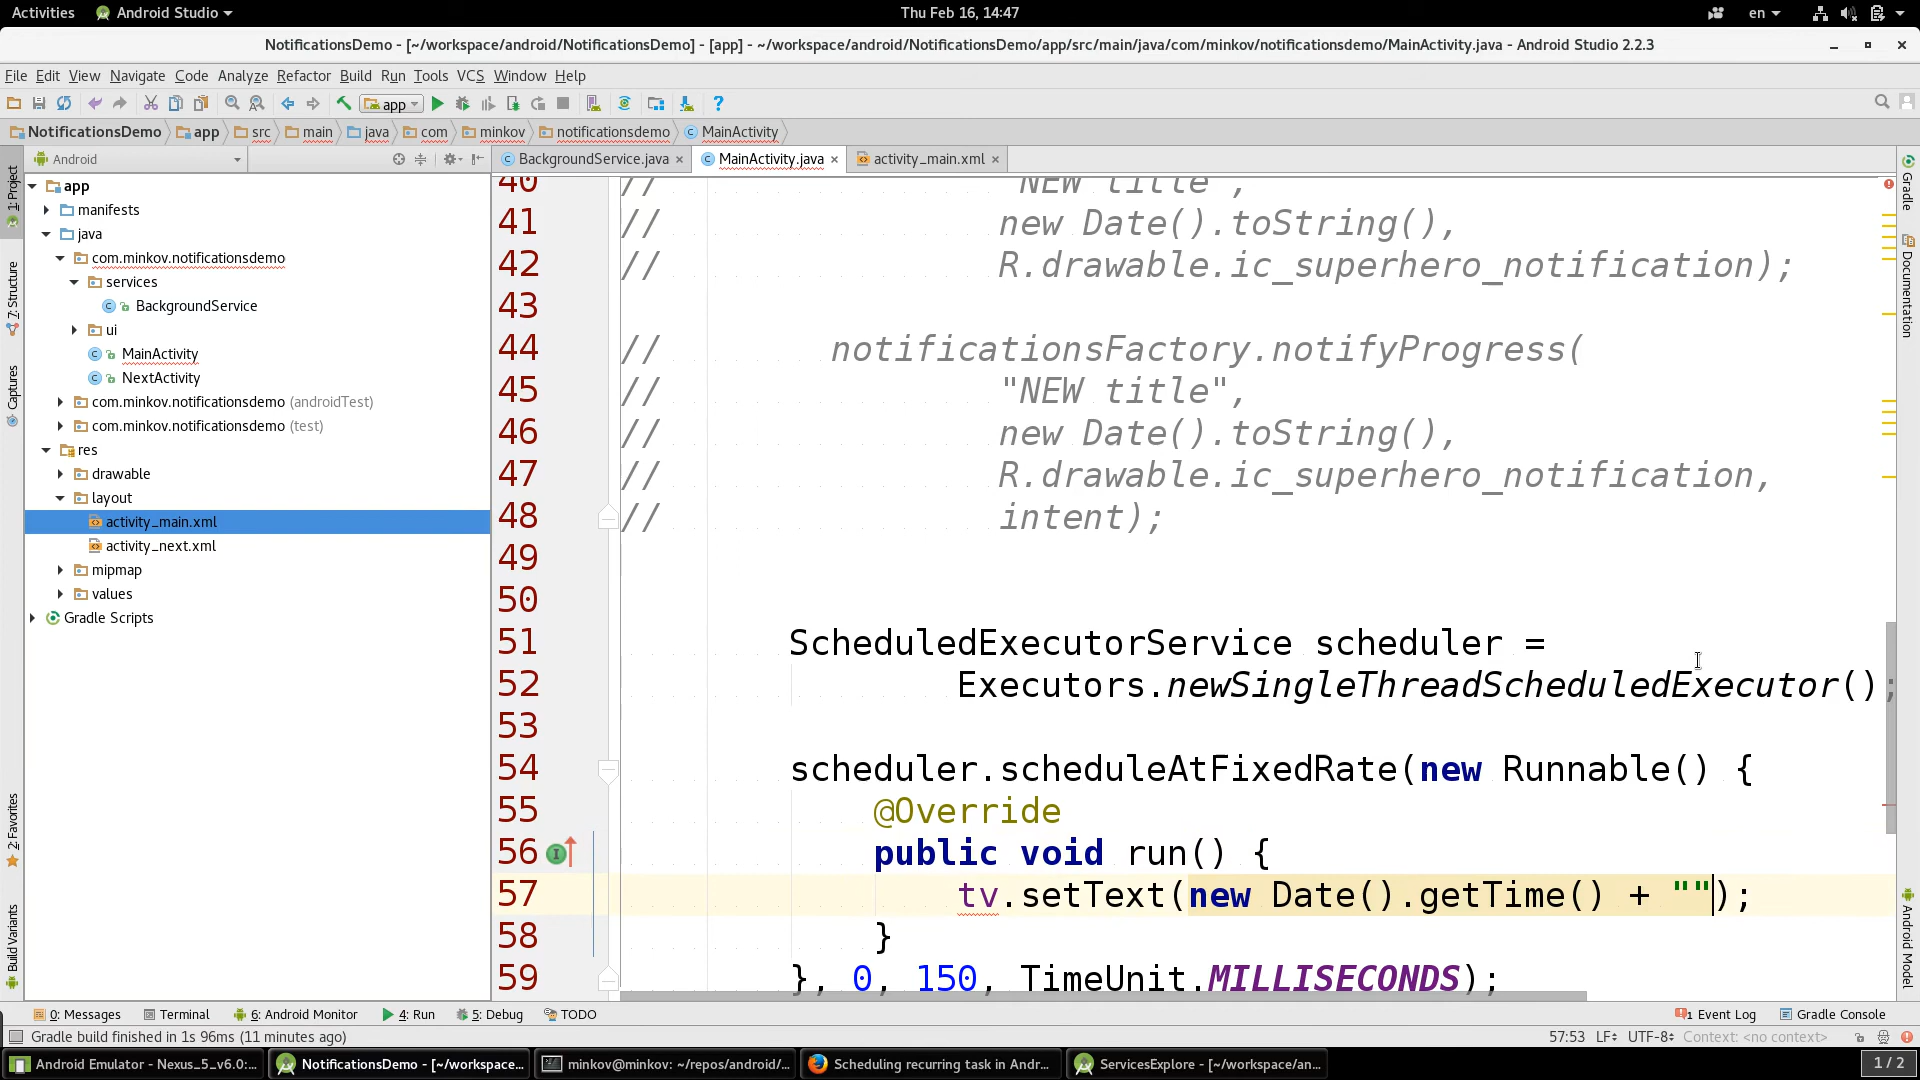 Activities Android Studio Thu Feb 16, 14:47 en
NotificationsDemo - [~/workspace/android/NotificationsDemo] - [app] - ~/workspace/android/NotificationsDemo/app/src/main/java/com/minkov/notificationsdemo/MainActivity.java - Android Studio 2.2.3
File Edit View Navigate Code Analyze Refactor Build Run Tools VCS Window Help
app
NotificationsDemo app src main java com minkov notificationsdemo MainActivity
Android BackgroundService.java MainActivity.java activity_main.xml
1: Project
7: Structure
Captures
2: Favorites
Build Variants
app
manifests
java
com.minkov.notificationsdemo
services
BackgroundService
ui
MainActivity
NextActivity
com.minkov.notificationsdemo (androidTest)
com.minkov.notificationsdemo (test)
res
drawable
layout
activity_main.xml
activity_next.xml
mipmap
values
Gradle Scripts
40 // "NEW title",
41 // new Date().toString(),
42 // R.drawable.ic_superhero_notification);
43
44 // notificationsFactory.notifyProgress(
45 // "NEW title",
46 // new Date().toString(),
47 // R.drawable.ic_superhero_notification,
48 // intent);
49
50
51 ScheduledExecutorService scheduler =
52 Executors.newSingleThreadScheduledExecutor();
53
54 scheduler.scheduleAtFixedRate(new Runnable() {
55 @Override
56 public void run() {
57 tv.setText(new Date().getTime() + "");
58 }
59 }, 0, 150, TimeUnit.MILLISECONDS);
Gradle
Documentation
Android Model
0: Messages Terminal 6: Android Monitor 4: Run 5: Debug TODO 1 Event Log Gradle Console
Gradle build finished in 1s 96ms (11 minutes ago) 57:53 LF UTF-8 Context: <no context>
Android Emulator - Nexus_5_v6.0:... NotificationsDemo - [~/workspace... minkov@minkov: ~/repos/android/... Scheduling recurring task in Andr... ServicesExplore - [~/workspace/an... 1 / 2